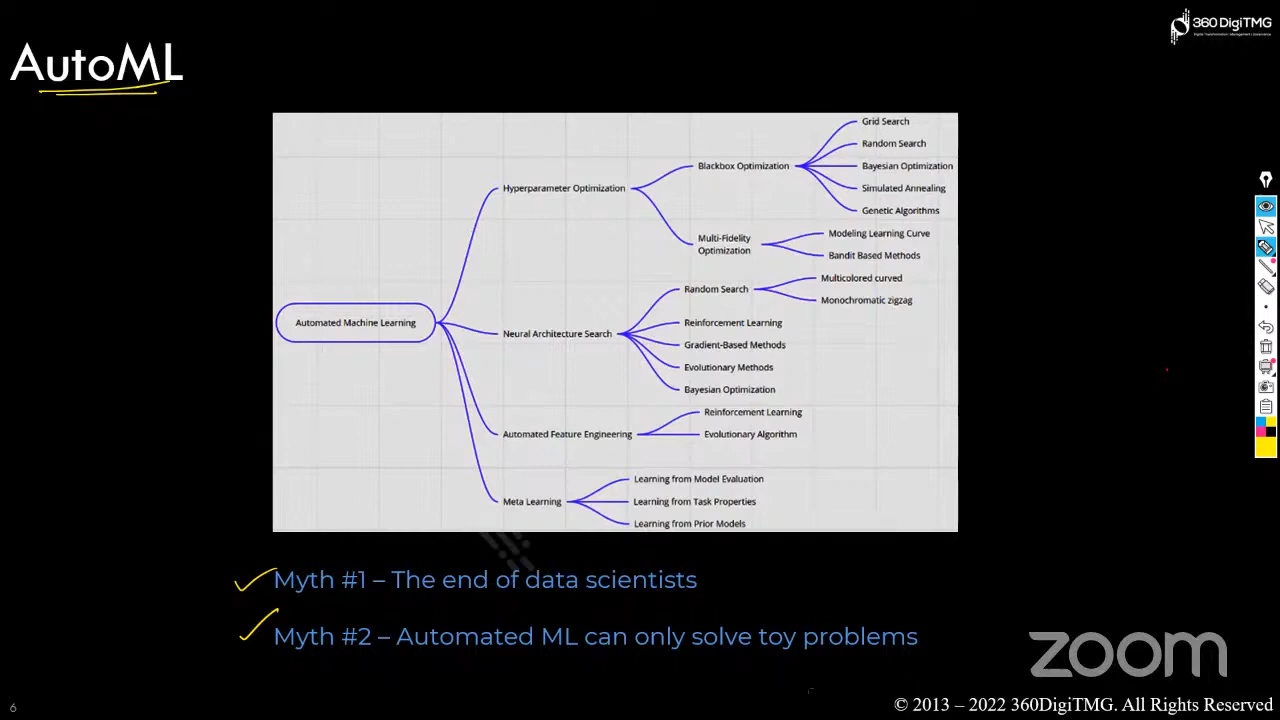 360DigiTMG
AutoML
Grid Search
Random Search
Blackbox Optimization
Bayesian Optimization
Hyperparameter Optimization
Simulated Annealing
Genetic Algorithms
Multi-Fidelity
Optimization
Modeling Learning Curve
Bandit Based Methods
Random Search
Multicolored curved
Monochromatic zigzag
Automated Machine Learning
Neural Architecture Search
Reinforcement Learning
Gradient-Based Methods
Evolutionary Methods
Bayesian Optimization
Automated Feature Engineering
Reinforcement Learning
Evolutionary Algorithm
Meta Learning
Learning from Model Evaluation
Learning from Task Properties
Learning from Prior Models
Myth #1 – The end of data scientists
Myth #2 – Automated ML can only solve toy problems
zoom
6
© 2013 – 2022 360DigiTMG. All Rights Reserved